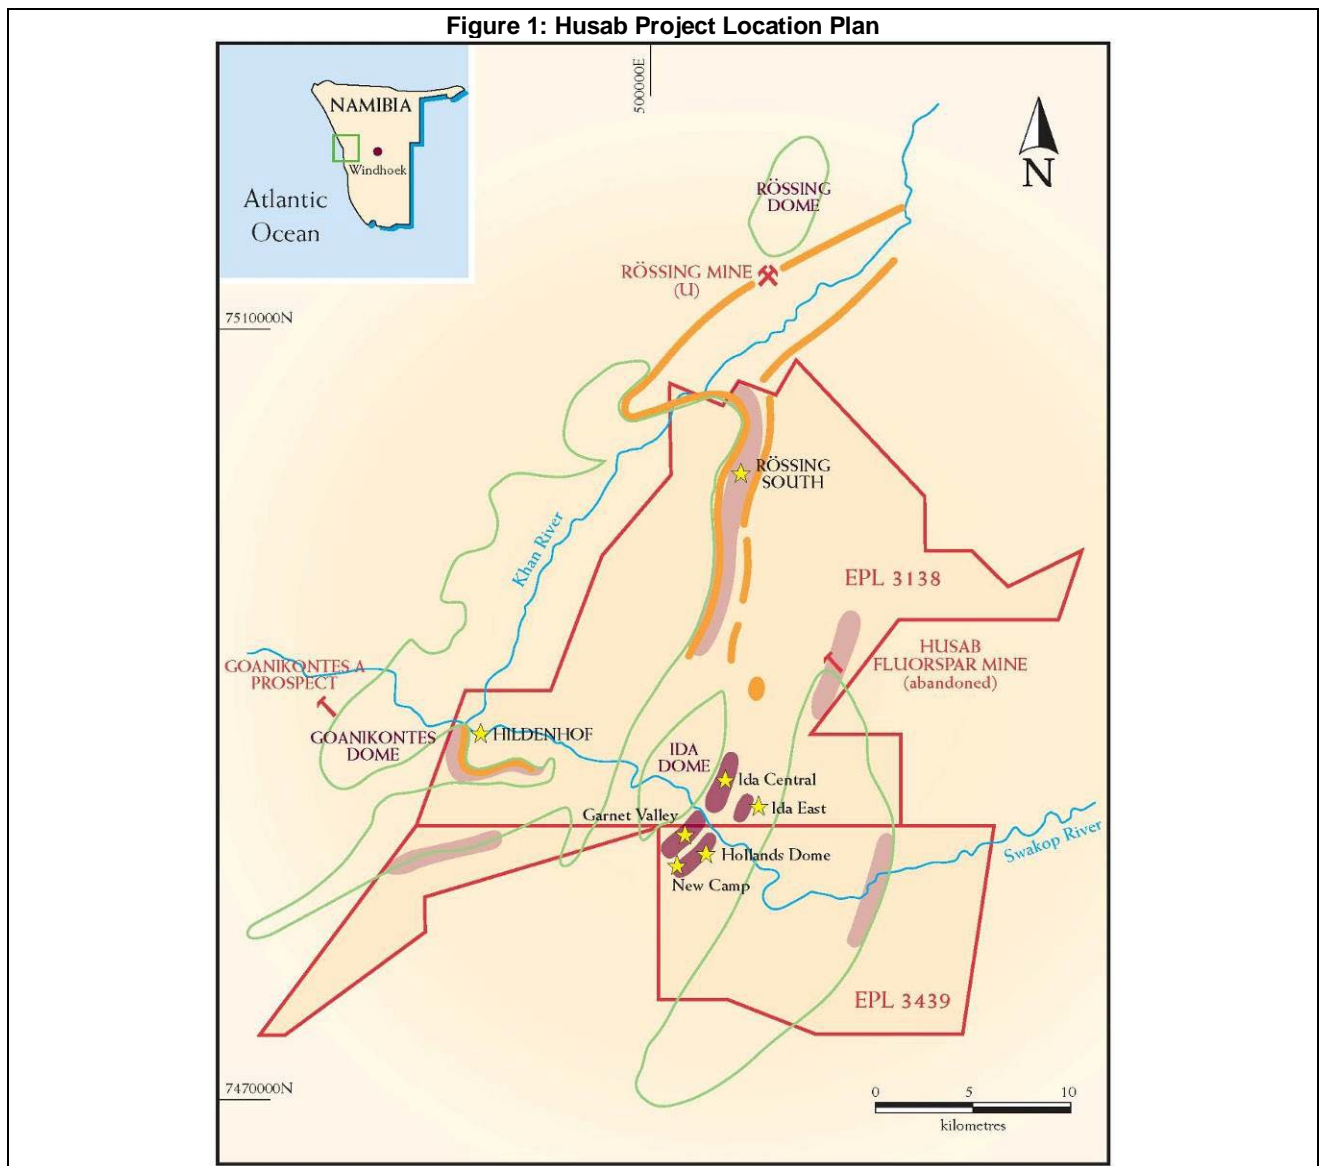 Figure 1: Husab Project Location Plan
NAMIBIA
Windhoek
Atlantic
Ocean
500000E
N
RÖSSING
DOME
RÖSSING MINE
(U)
7510000N
RÖSSING
SOUTH
Khan River
EPL 3138
HUSAB
FLUORSPAR MINE
(abandoned)
GOANIKONTES A
PROSPECT
GOANIKONTES
DOME
HILDENHOF
IDA
DOME
Ida Central
Ida East
Garnet Valley
Hollands Dome
New Camp
Swakop River
EPL 3439
7470000N
0 5 10
kilometres